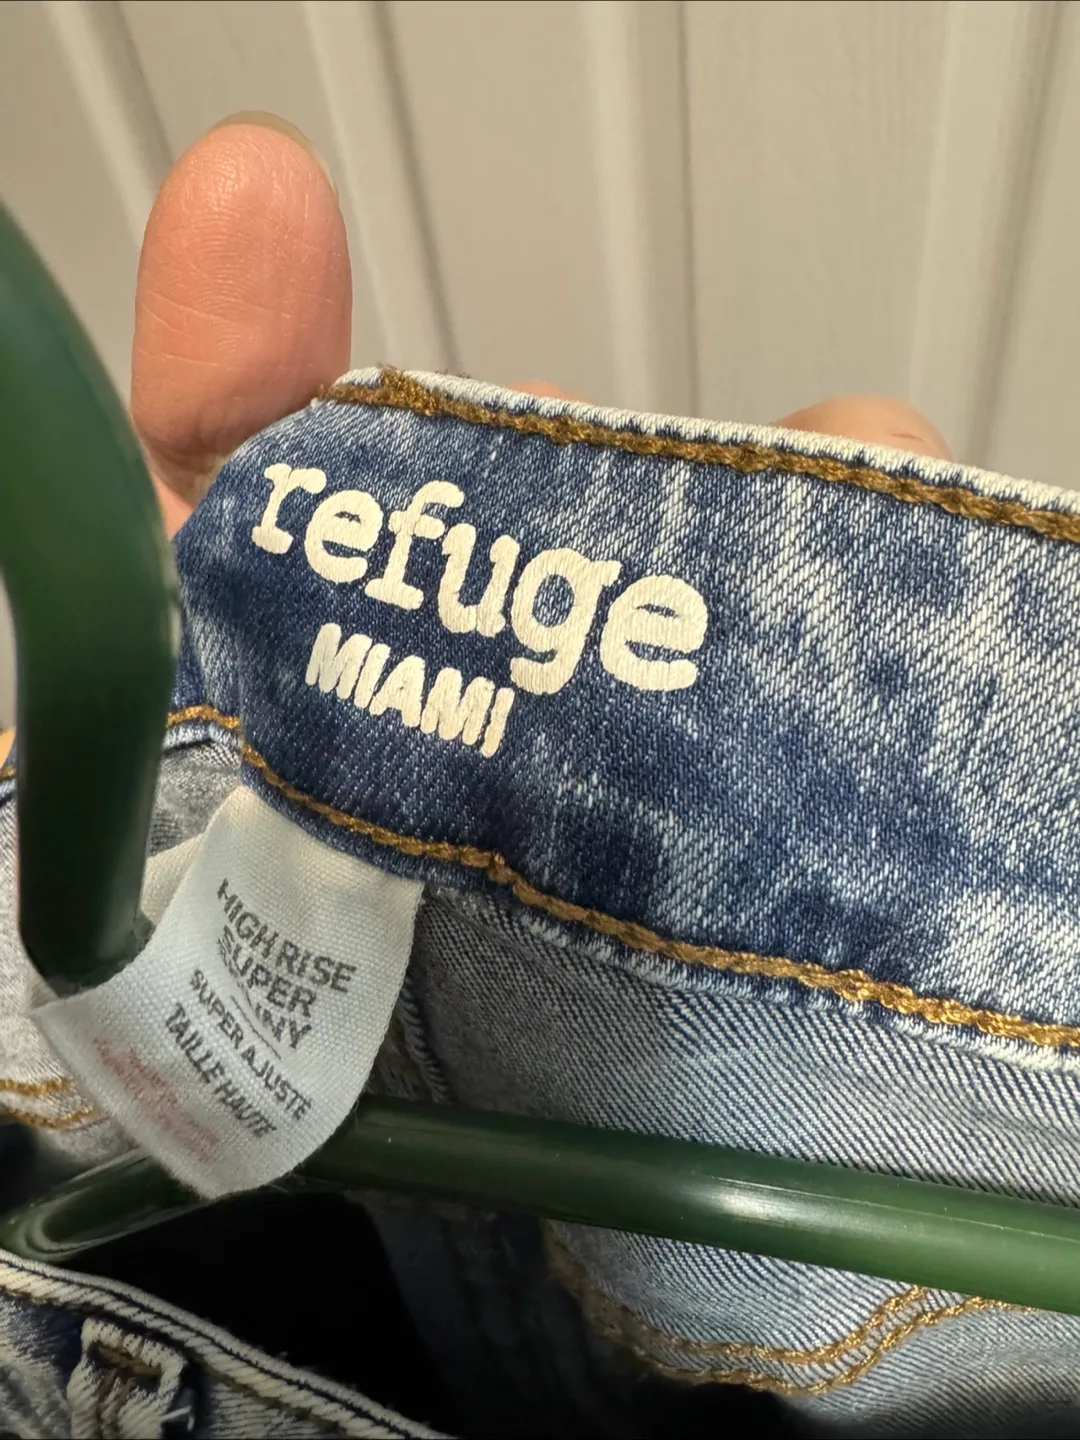 refuge
MIAMI
HIGH RISE
SUPER
SUPER AJUSTE
TAILLE HAUTE